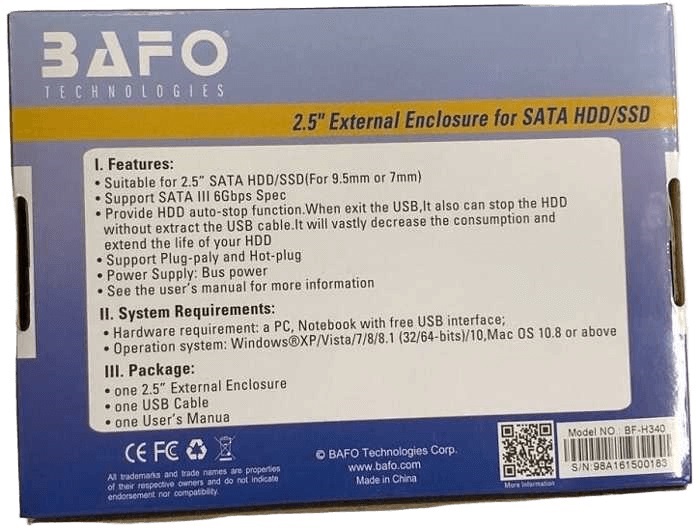 BAFO
TECHNOLOGIES
2.5" External Enclosure for SATA HDD/SSD
I. Features:
• Suitable for 2.5" SATA HDD/SSD(For 9.5mm or 7mm)
• Support SATA III 6Gbps Spec
• Provide HDD auto-stop function.When exit the USB,It also can stop the HDD
without extract the USB cable.It will vastly decrease the consumption and
extend the life of your HDD
• Support Plug-paly and Hot-plug
• Power Supply: Bus power
• See the user's manual for more information
II. System Requirements:
• Hardware requirement: a PC, Notebook with free USB interface;
• Operation system: Windows®XP/Vista/7/8/8.1 (32/64-bits)/10,Mac OS 10.8 or above
III. Package:
• one 2.5" External Enclosure
• one USB Cable
• one User's Manua
CE FC
All trademarks and trade names are properties
of their respective owners and do not indicate
endorsement nor compatibility.
© BAFO Technologies Corp.
www.bafo.com
Made in China
More Information
Model NO.: BF-H340
S/N:98A161500183